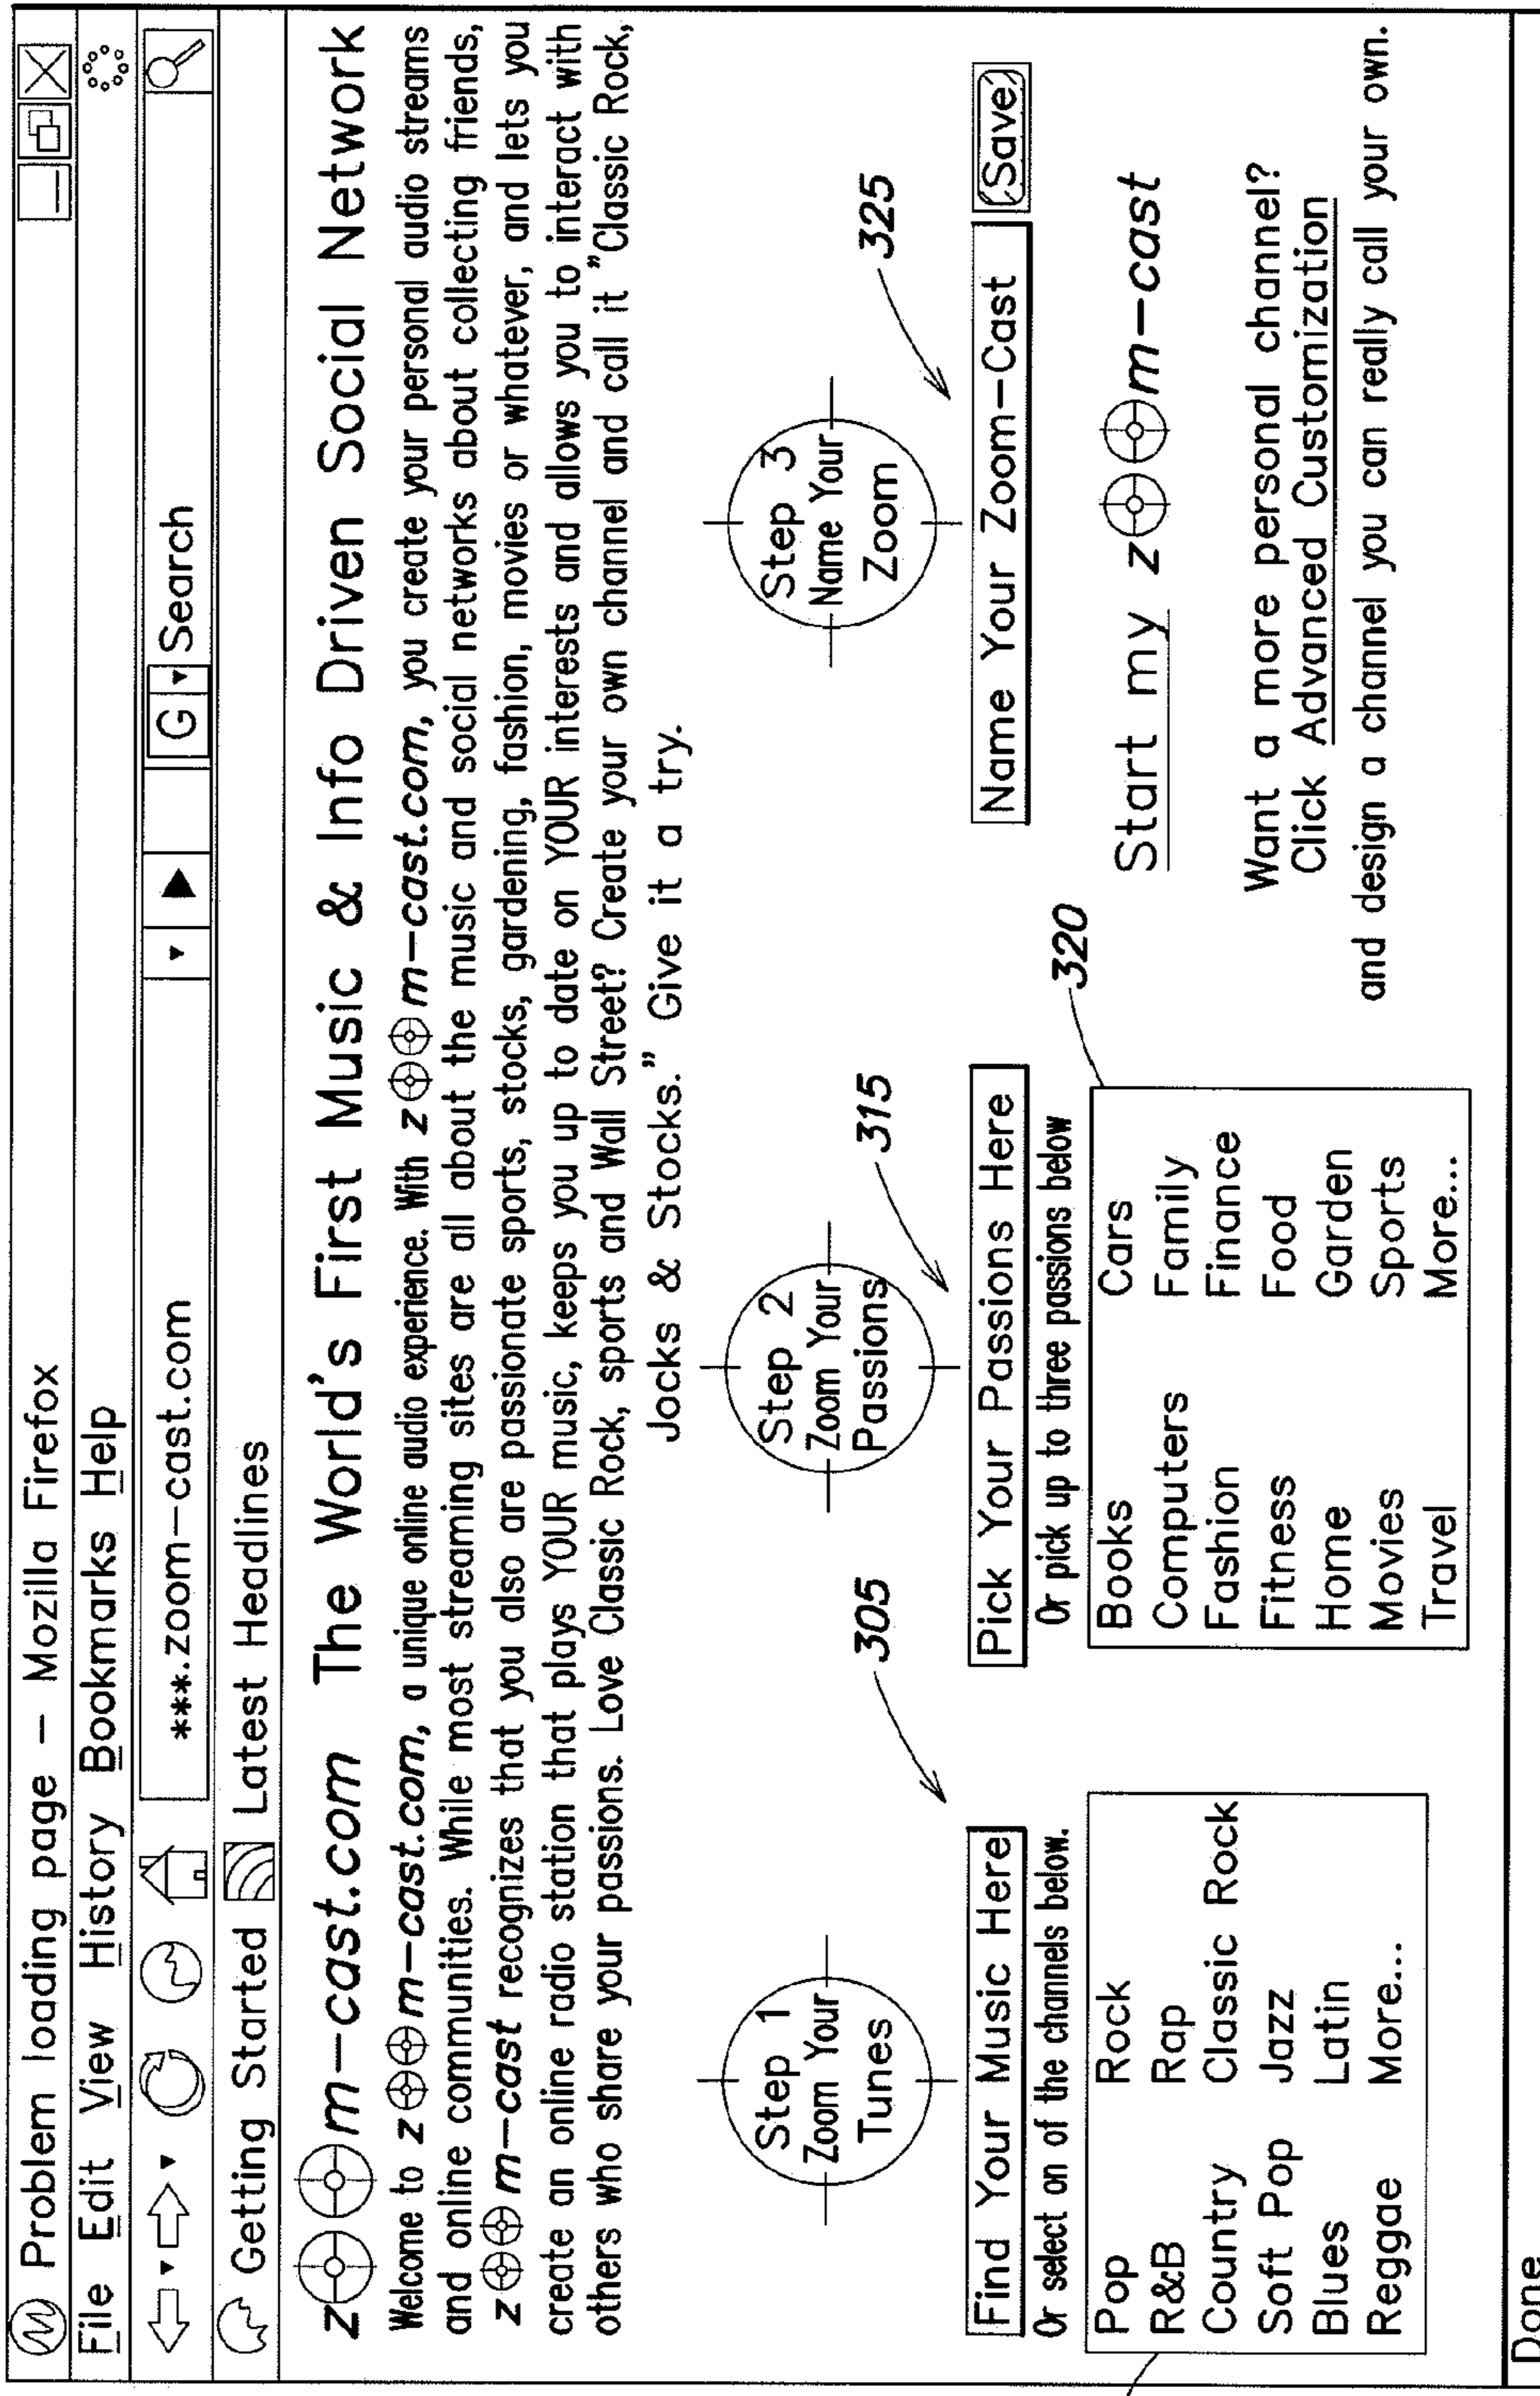 Problem loading page – Mozilla Firefox
File Edit View History Bookmarks Help
***.zoom-cast.com G Search
Getting Started Latest Headlines
zoom-cast.com The World's First Music & Info Driven Social Network
Welcome to zoom-cast.com, a unique online audio experience. With zoom-cast.com, you create your personal audio streams
and online communities. While most streaming sites are all about the music and social networks about collecting friends,
zoom-cast recognizes that you also are passionate sports, stocks, gardening, fashion, movies or whatever, and lets you
create an online radio station that plays YOUR music, keeps you up to date on YOUR interests and allows you to interact with
others who share your passions. Love Classic Rock, sports and Wall Street? Create your own channel and call it "Classic Rock,
Jocks & Stocks." Give it a try.
Step 1
Zoom Your
Tunes
305
Find Your Music Here
Or select on of the channels below.
Pop Rock
R&B Rap
Country Classic Rock
Soft Pop Jazz
Blues Latin
Reggae More...
Step 2
Zoom Your
Passions
315
Pick Your Passions Here
Or pick up to three passions below
320
Books Cars
Computers Family
Fashion Finance
Fitness Food
Home Garden
Movies Sports
Travel More...
Step 3
Name Your
Zoom
325
Name Your Zoom-Cast Save
Start my zoom-cast
Want a more personal channel?
Click Advanced Customization
and design a channel you can really call your own.
Done